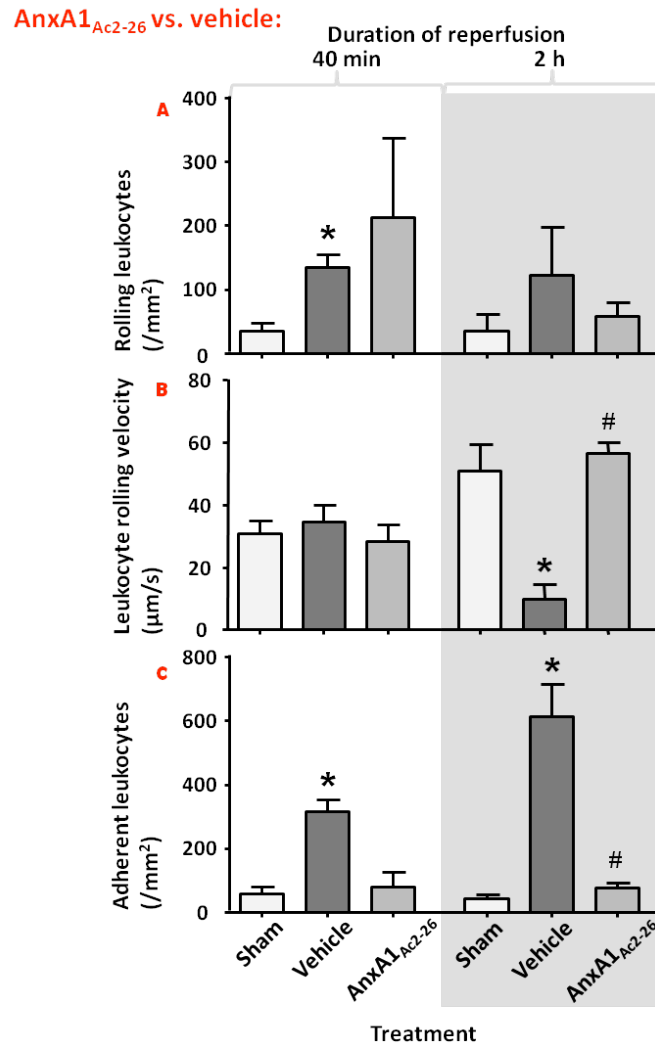 AnxA1Ac2-26 vs. vehicle:
Duration of reperfusion
40 min 2 h
A
400
300
200
100
0
Rolling leukocytes
(/mm²)
*
B
80
60
40
20
0
Leukocyte rolling velocity
(µm/s)
*
#
C
800
600
400
200
0
Adherent leukocytes
(/mm²)
*
*
#
Sham Vehicle AnxA1Ac2-26 Sham Vehicle AnxA1Ac2-26
Treatment